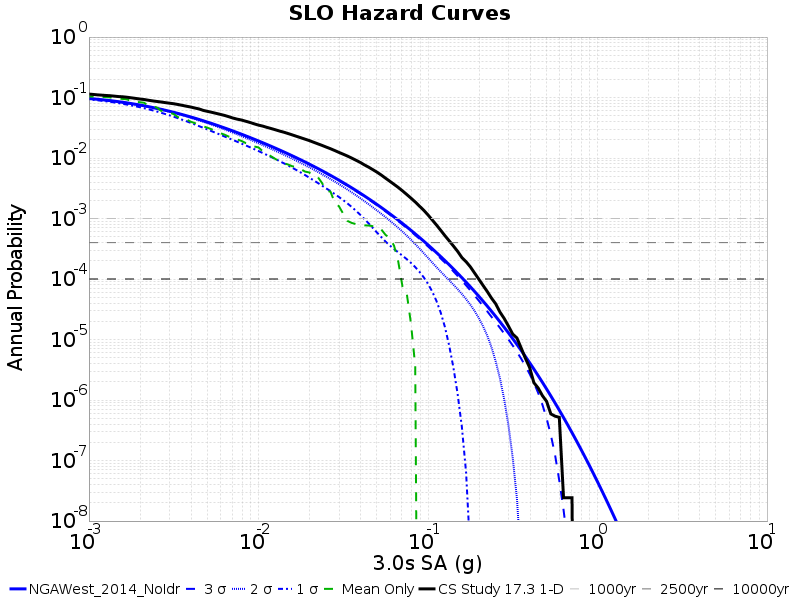 SLO Hazard Curves
10^0
10^-1
10^-2
10^-3
10^-4
10^-5
10^-6
10^-7
10^-8
Annual Probability
10^-3 10^-2 10^-1 10^0 10^1
3.0s SA (g)
NGAWest_2014_NoIdr 3 σ 2 σ 1 σ Mean Only CS Study 17.3 1-D 1000yr 2500yr 10000yr